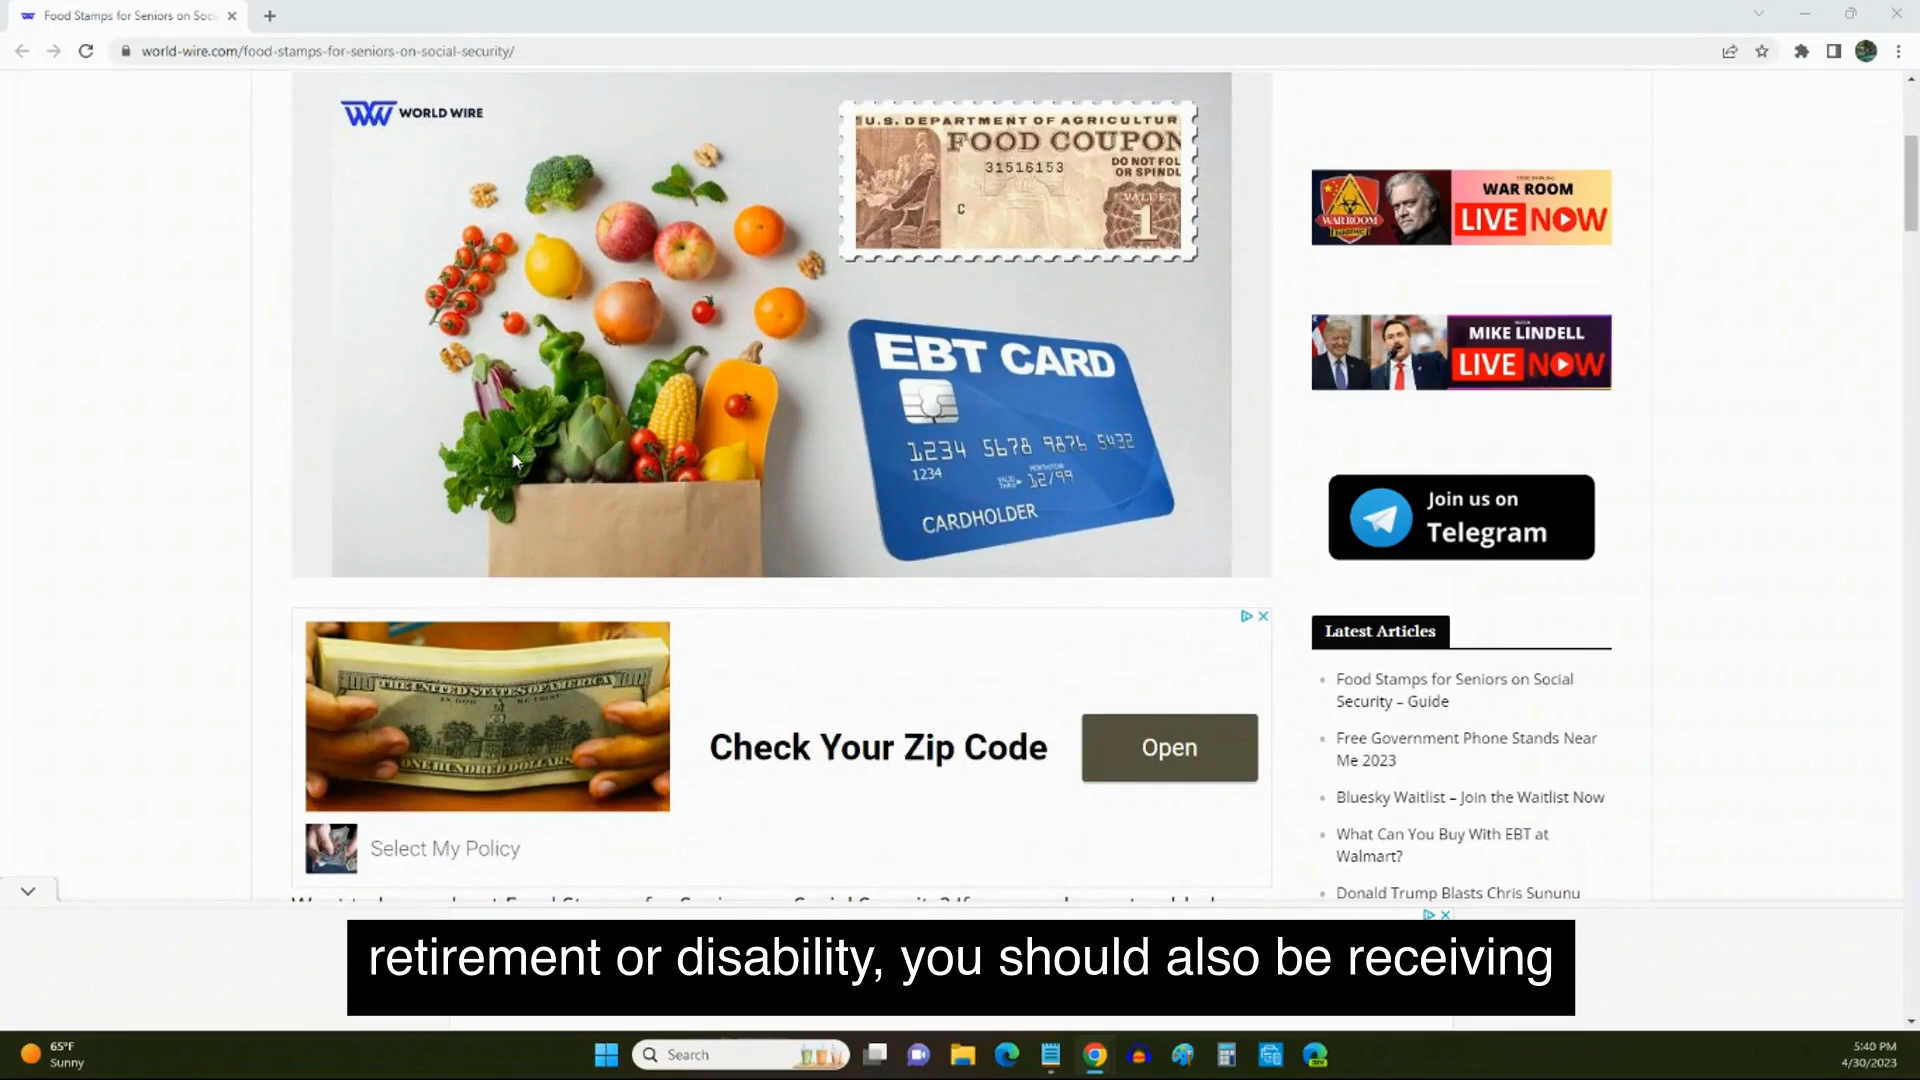 Food Stamps for Seniors on Soci
world-wire.com/food-stamps-for-seniors-on-social-security/
WORLD WIRE
U.S. DEPARTMENT OF AGRICULTUR
FOOD COUPON
31516153
DO NOT FOL
OR SPINDL
C
VALUE
1
EBT CARD
1234 5678 9876 5432
1234
12/99
CARDHOLDER
WAR ROOM
LIVE NOW
WAR ROOM
PANDEMIC
MIKE LINDELL
LIVE NOW
Join us on
Telegram
THE UNITED STATES OF AMERICA
ONE HUNDRED DOLLARS
Check Your Zip Code
Open
Select My Policy
Latest Articles
Food Stamps for Seniors on Social
Security – Guide
Free Government Phone Stands Near
Me 2023
Bluesky Waitlist – Join the Waitlist Now
What Can You Buy With EBT at
Walmart?
Donald Trump Blasts Chris Sununu
retirement or disability, you should also be receiving
65°F
Sunny
Search
5:40 PM
4/30/2023